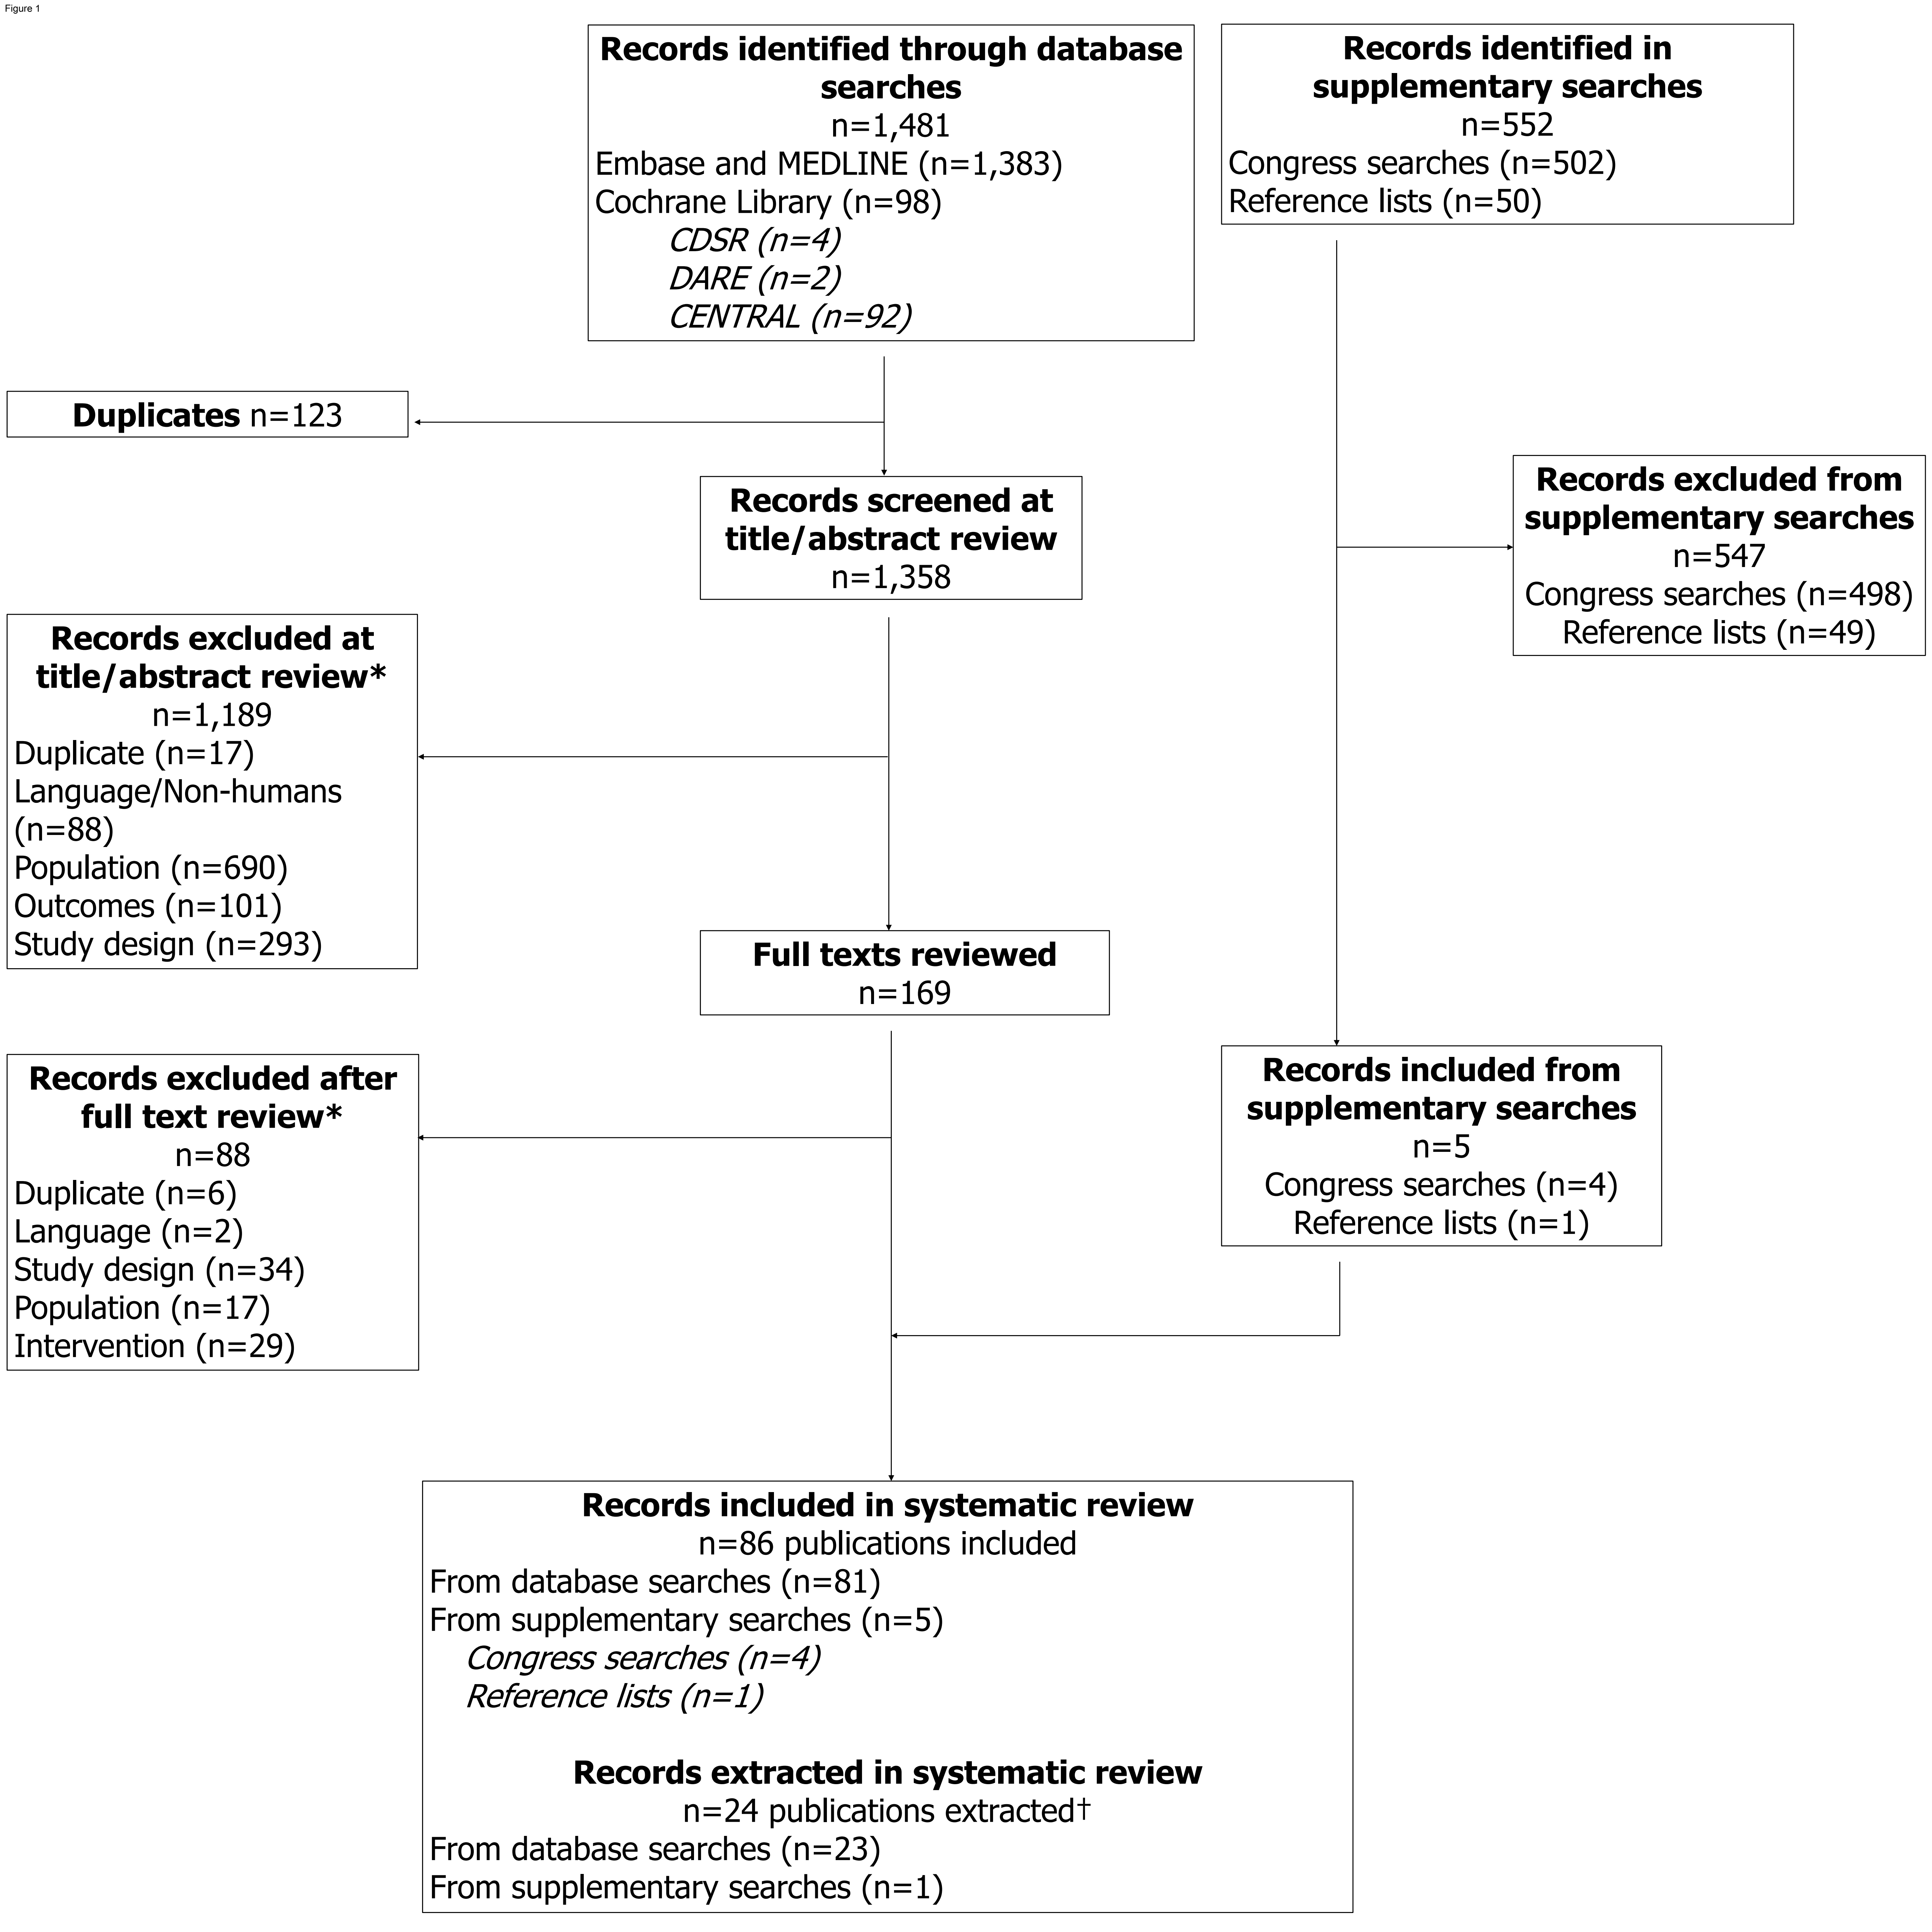 Figure 1
Records identified through database
searches
n=1,481
Embase and MEDLINE (n=1,383)
Cochrane Library (n=98)
CDSR (n=4)
DARE (n=2)
CENTRAL (n=92)
Records identified in
supplementary searches
n=552
Congress searches (n=502)
Reference lists (n=50)
Duplicates n=123
Records screened at
title/abstract review
n=1,358
Records excluded from
supplementary searches
n=547
Congress searches (n=498)
Reference lists (n=49)
Records excluded at
title/abstract review*
n=1,189
Duplicate (n=17)
Language/Non-humans
(n=88)
Population (n=690)
Outcomes (n=101)
Study design (n=293)
Full texts reviewed
n=169
Records excluded after
full text review*
n=88
Duplicate (n=6)
Language (n=2)
Study design (n=34)
Population (n=17)
Intervention (n=29)
Records included from
supplementary searches
n=5
Congress searches (n=4)
Reference lists (n=1)
Records included in systematic review
n=86 publications included
From database searches (n=81)
From supplementary searches (n=5)
Congress searches (n=4)
Reference lists (n=1)
Records extracted in systematic review
n=24 publications extracted†
From database searches (n=23)
From supplementary searches (n=1)